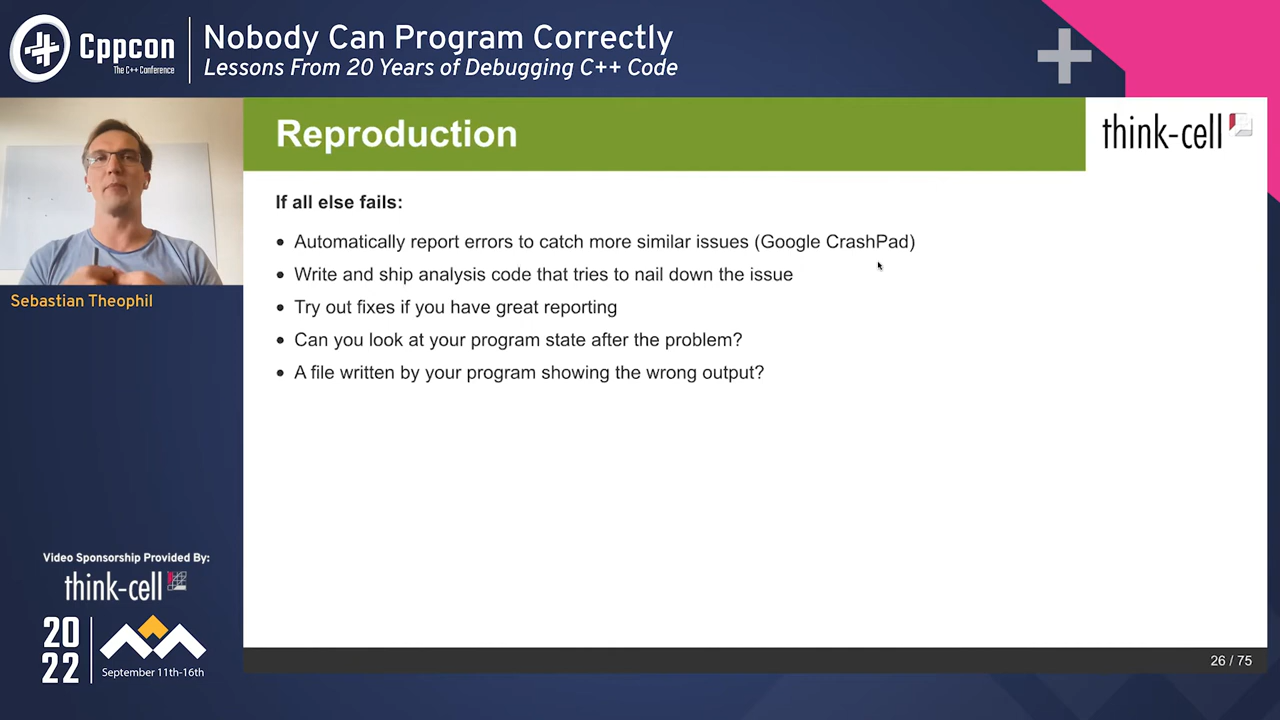 Cppcon
The C++ Conference
Nobody Can Program Correctly
Lessons From 20 Years of Debugging C++ Code
Reproduction
think-cell
If all else fails:
• Automatically report errors to catch more similar issues (Google CrashPad)
• Write and ship analysis code that tries to nail down the issue
• Try out fixes if you have great reporting
• Can you look at your program state after the problem?
• A file written by your program showing the wrong output?
Sebastian Theophil
Video Sponsorship Provided By:
think-cell
20
22
September 11th-16th
26 / 75